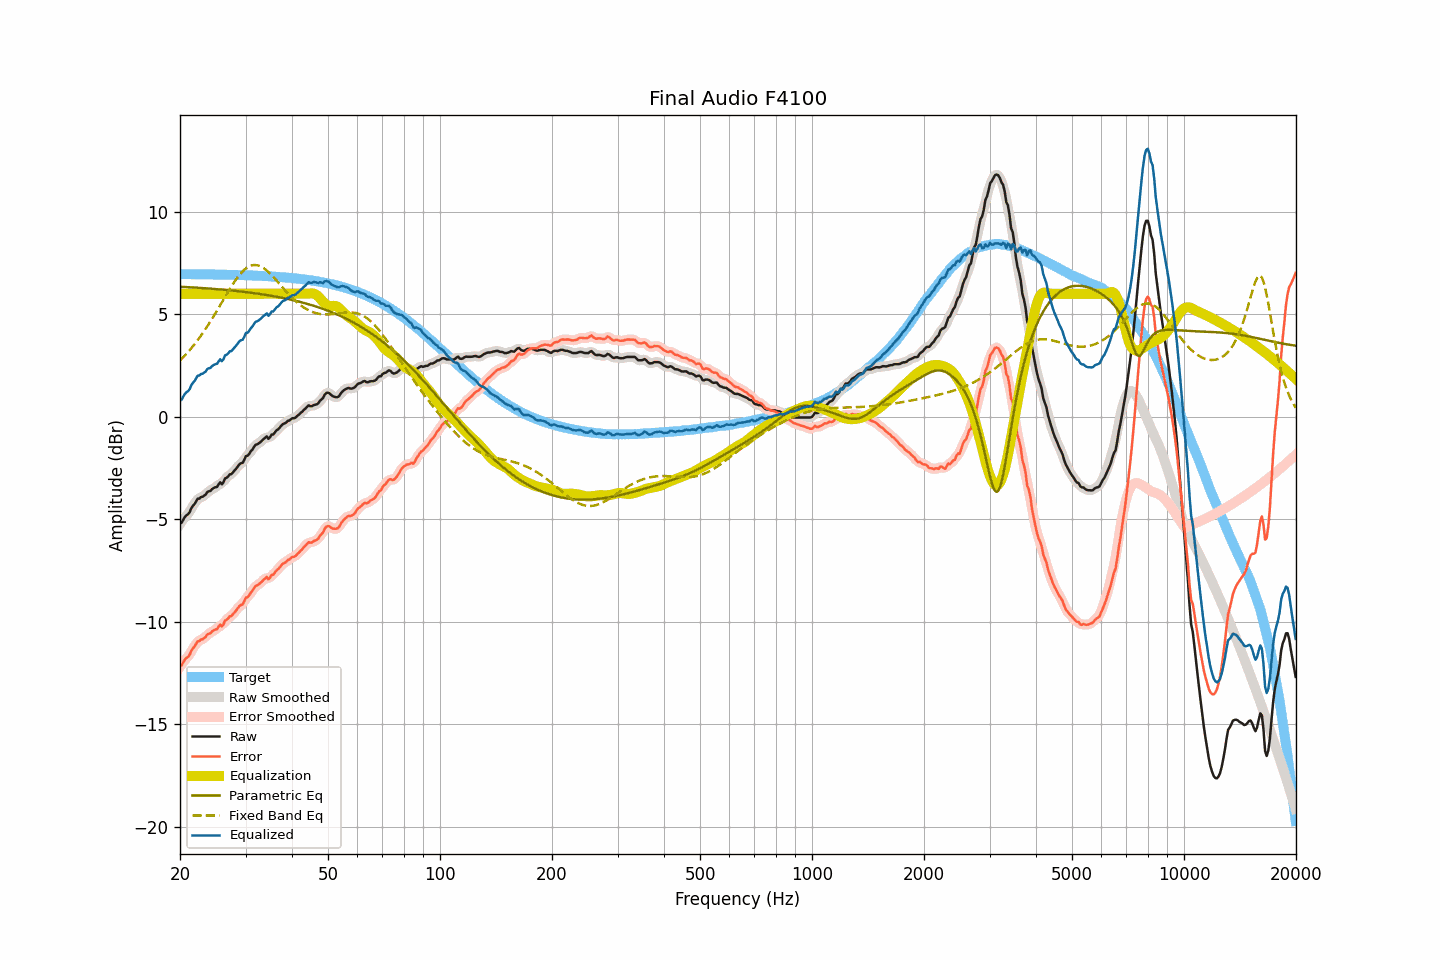 Final Audio F4100
Amplitude (dBr)
10
5
0
−5
−10
−15
−20
Target
Raw Smoothed
Error Smoothed
Raw
Error
Equalization
Parametric Eq
Fixed Band Eq
Equalized
20 50 100 200 500 1000 2000 5000 10000 20000
Frequency (Hz)